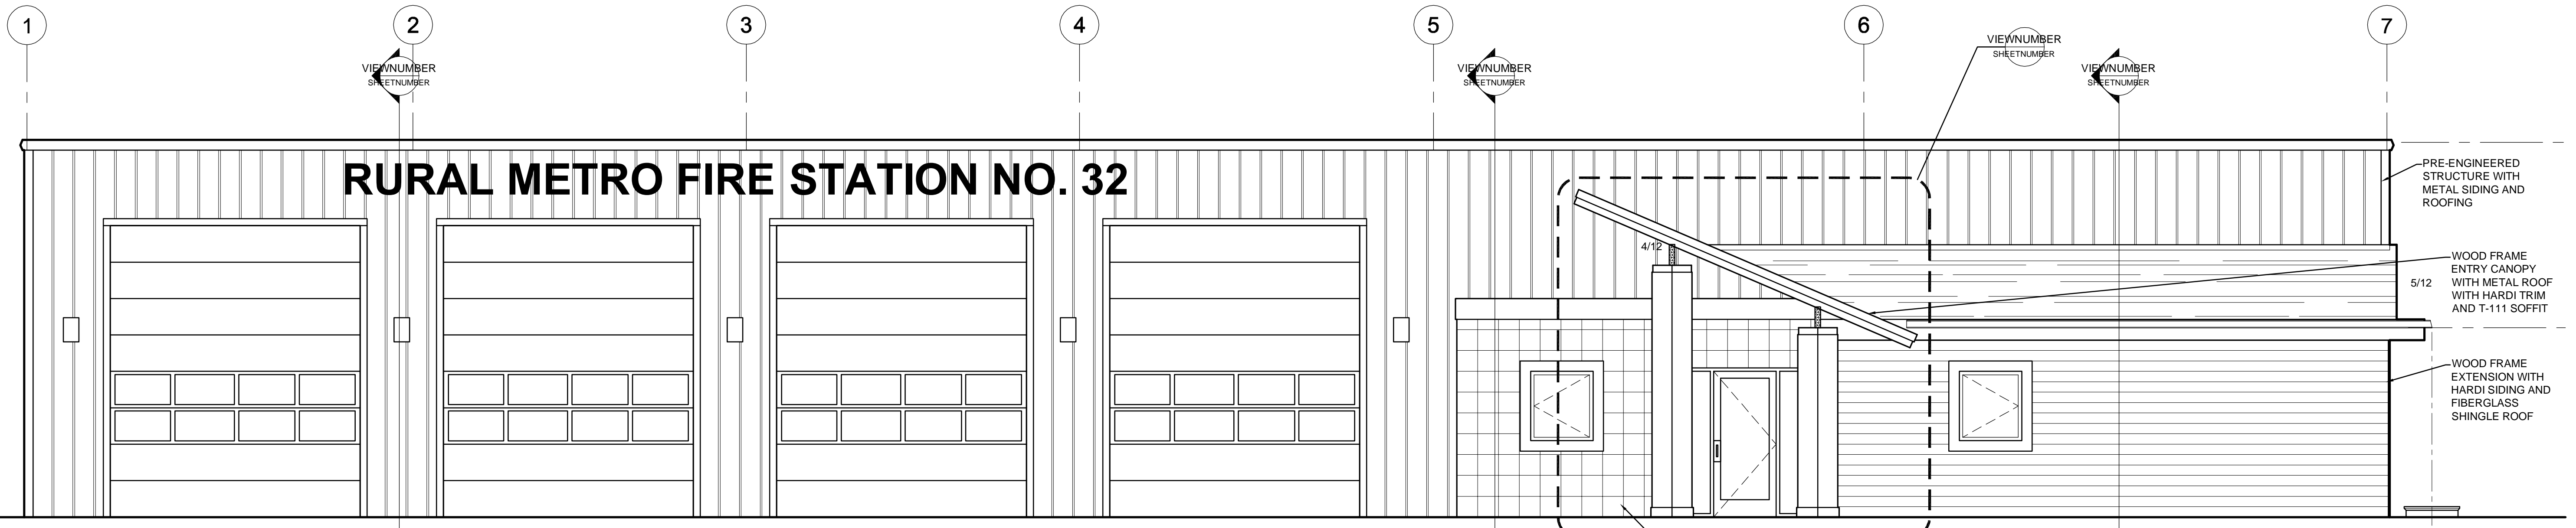 1
2
3
4
5
6
7
VIEWNUMBER
SHEETNUMBER
VIEWNUMBER
SHEETNUMBER
VIEWNUMBER
SHEETNUMBER
VIEWNUMBER
SHEETNUMBER
RURAL METRO FIRE STATION NO. 32
PRE-ENGINEERED
STRUCTURE WITH
METAL SIDING AND
ROOFING
4/12
WOOD FRAME
ENTRY CANOPY
WITH METAL ROOF
WITH HARDI TRIM
AND T-111 SOFFIT
5/12
WOOD FRAME
EXTENSION WITH
HARDI SIDING AND
FIBERGLASS
SHINGLE ROOF